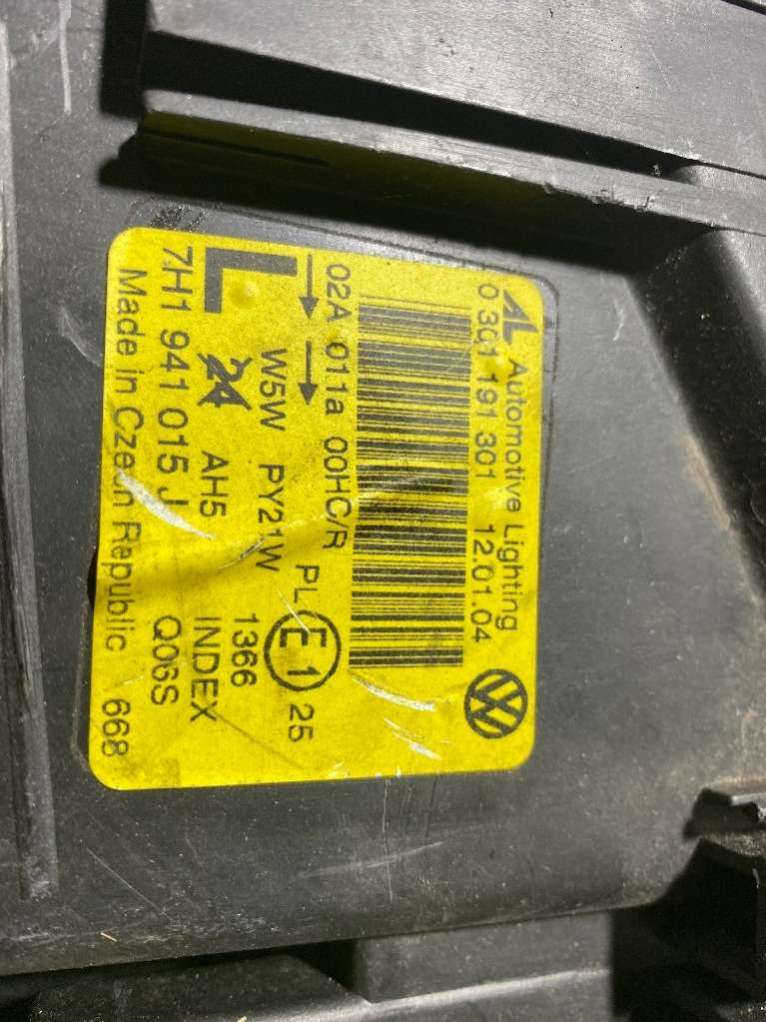 AL Automotive Lighting
0 301 191 301 12.01.04
02A 011a 00HC/R PL E1 25
W5W PY21W 1366
L 24 AH5 INDEX
7H1 941 015 J Q06S
Made in Czech Republic 668